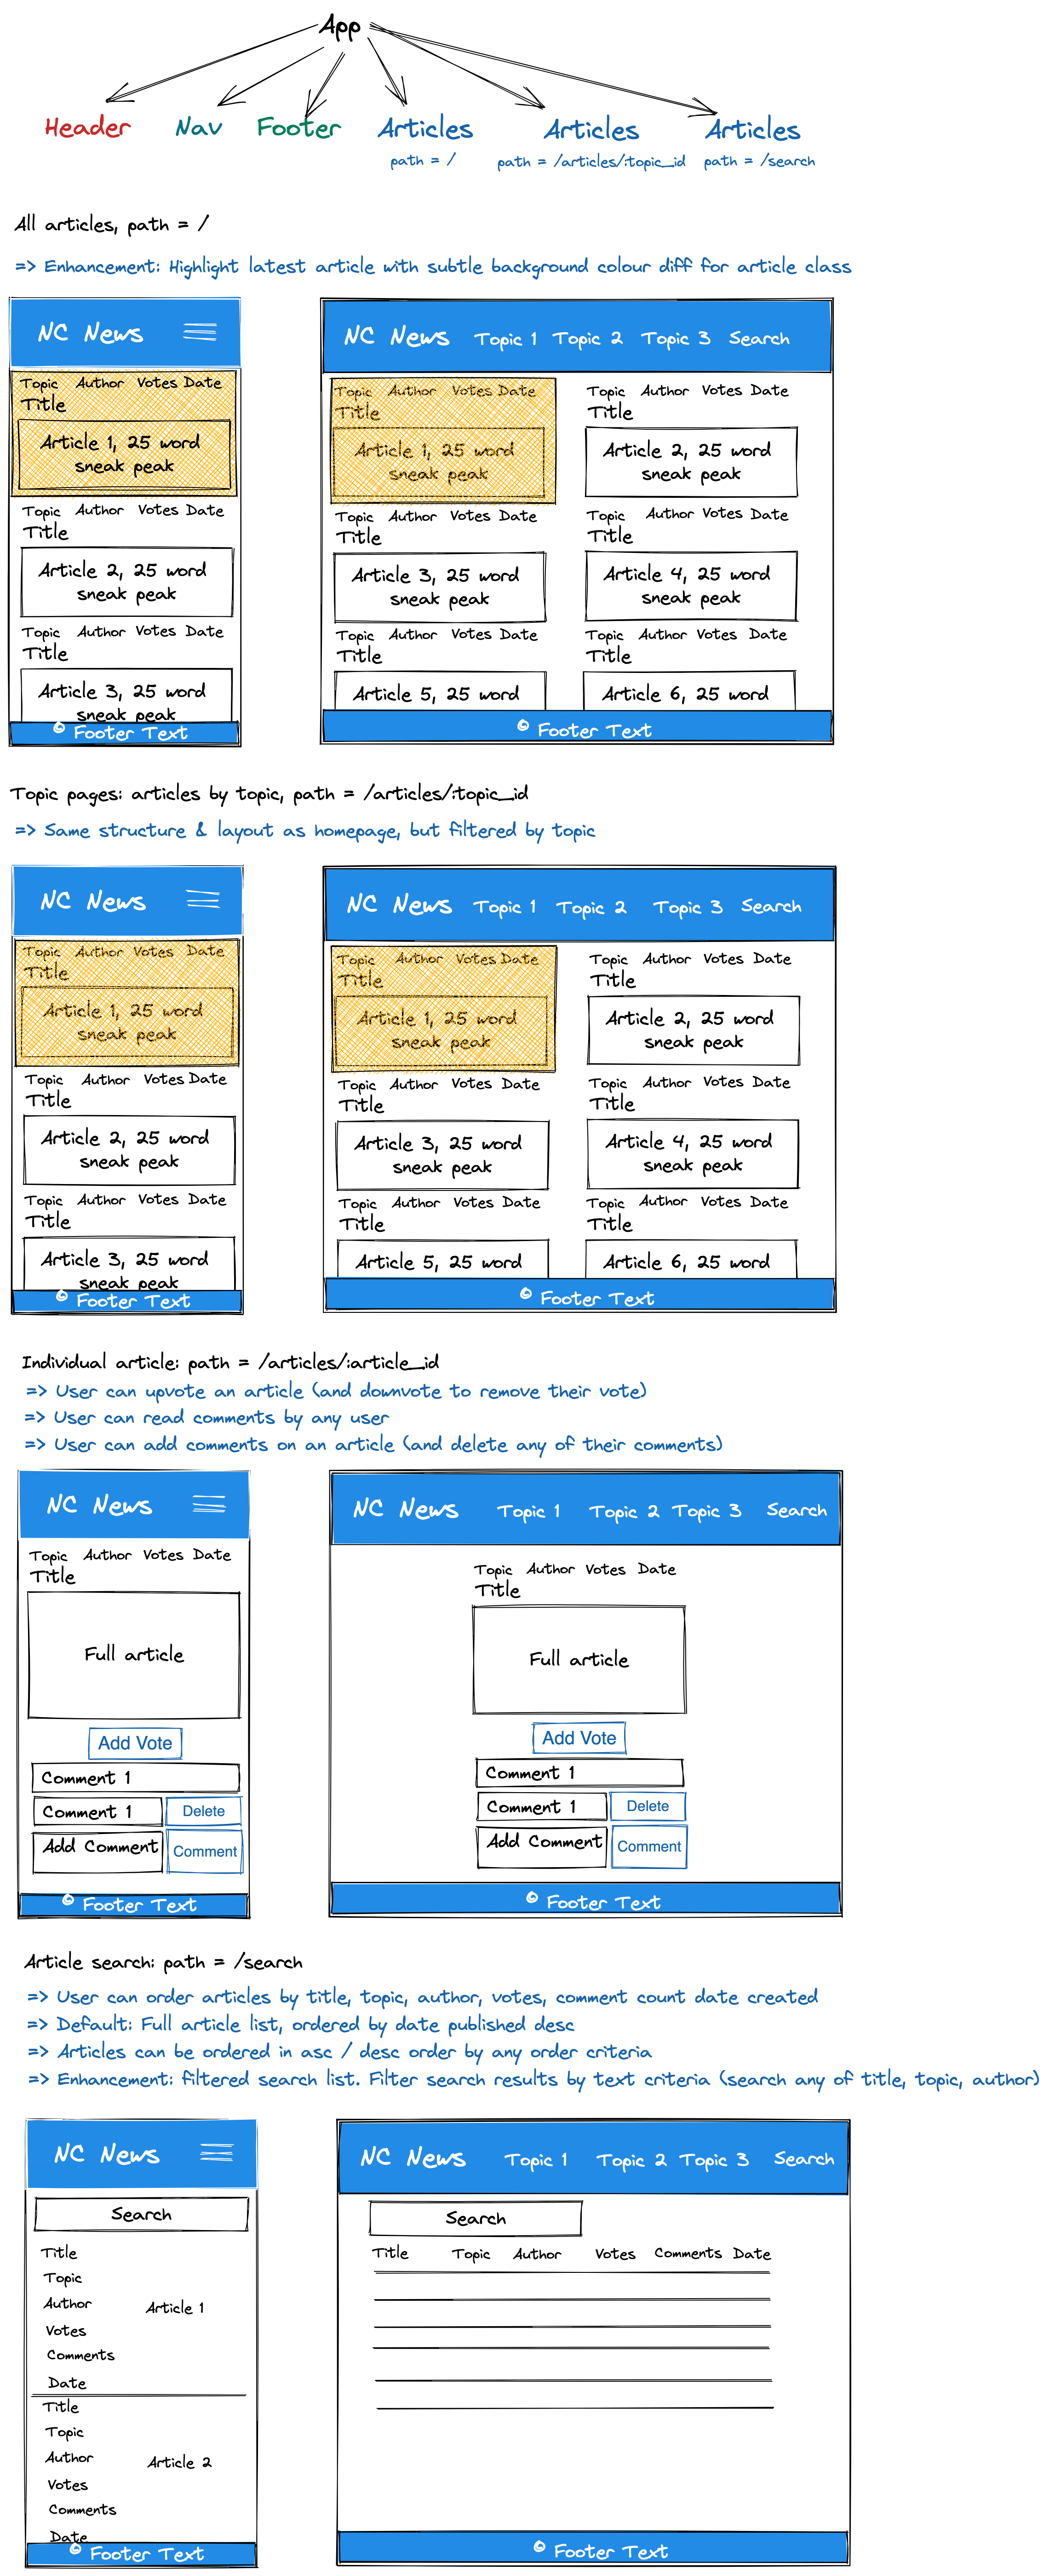 App
Header Nav Footer Articles Articles Articles
path = / path = /articles/:topic_id path = /search
All articles, path = /
=> Enhancement: Highlight latest article with subtle background colour diff for article class
NC News
Topic Author Votes Date
Title
Article 1, 25 word
sneak peak
Topic Author Votes Date
Title
Article 2, 25 word
sneak peak
Topic Author Votes Date
Title
Article 3, 25 word
sneak peak
© Footer Text
NC News Topic 1 Topic 2 Topic 3 Search
Topic Author Votes Date Topic Author Votes Date
Title Title
Article 1, 25 word Article 2, 25 word
sneak peak sneak peak
Topic Author Votes Date Topic Author Votes Date
Title Title
Article 3, 25 word Article 4, 25 word
sneak peak sneak peak
Topic Author Votes Date Topic Author Votes Date
Title Title
Article 5, 25 word Article 6, 25 word
© Footer Text
Topic pages: articles by topic, path = /articles/:topic_id
=> Same structure & layout as homepage, but filtered by topic
NC News
Topic Author Votes Date
Title
Article 1, 25 word
sneak peak
Topic Author Votes Date
Title
Article 2, 25 word
sneak peak
Topic Author Votes Date
Title
Article 3, 25 word
sneak peak
© Footer Text
NC News Topic 1 Topic 2 Topic 3 Search
Topic Author Votes Date Topic Author Votes Date
Title Title
Article 1, 25 word Article 2, 25 word
sneak peak sneak peak
Topic Author Votes Date Topic Author Votes Date
Title Title
Article 3, 25 word Article 4, 25 word
sneak peak sneak peak
Topic Author Votes Date Topic Author Votes Date
Title Title
Article 5, 25 word Article 6, 25 word
© Footer Text
Individual article: path = /articles/:article_id
=> User can upvote an article (and downvote to remove their vote)
=> User can read comments by any user
=> User can add comments on an article (and delete any of their comments)
NC News
Topic Author Votes Date
Title
Full article
Add Vote
Comment 1
Comment 1 Delete
Add Comment Comment
© Footer Text
NC News Topic 1 Topic 2 Topic 3 Search
Topic Author Votes Date
Title
Full article
Add Vote
Comment 1
Comment 1 Delete
Add Comment Comment
© Footer Text
Article search: path = /search
=> User can order articles by title, topic, author, votes, comment count date created
=> Default: Full article list, ordered by date published desc
=> Articles can be ordered in asc / desc order by any order criteria
=> Enhancement: filtered search list. Filter search results by text criteria (search any of title, topic, author)
NC News
Search
Title
Topic
Author Article 1
Votes
Comments
Date
Title
Topic
Author Article 2
Votes
Comments
Date
© Footer Text
NC News Topic 1 Topic 2 Topic 3 Search
Search
Title Topic Author Votes Comments Date
© Footer Text